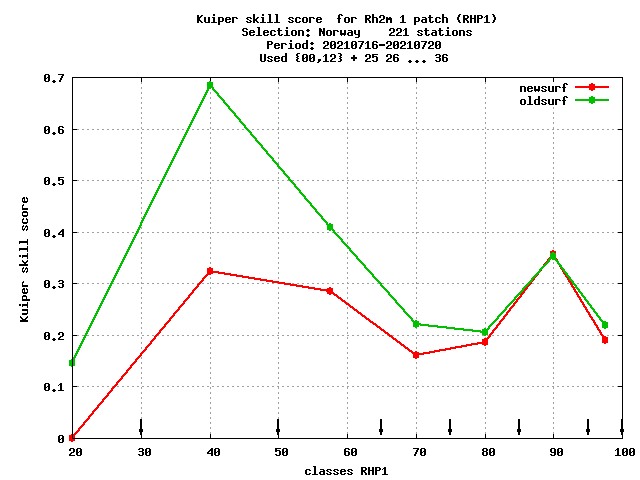 Kuiper skill score  for Rh2m 1 patch (RHP1)
Selection: Norway    221 stations
Period: 20210716-20210720
Used {00,12} + 25 26 ... 36
newsurf
oldsurf
0.7
0.6
0.5
0.4
0.3
0.2
0.1
0
Kuiper skill score
20 30 40 50 60 70 80 90 100
classes RHP1